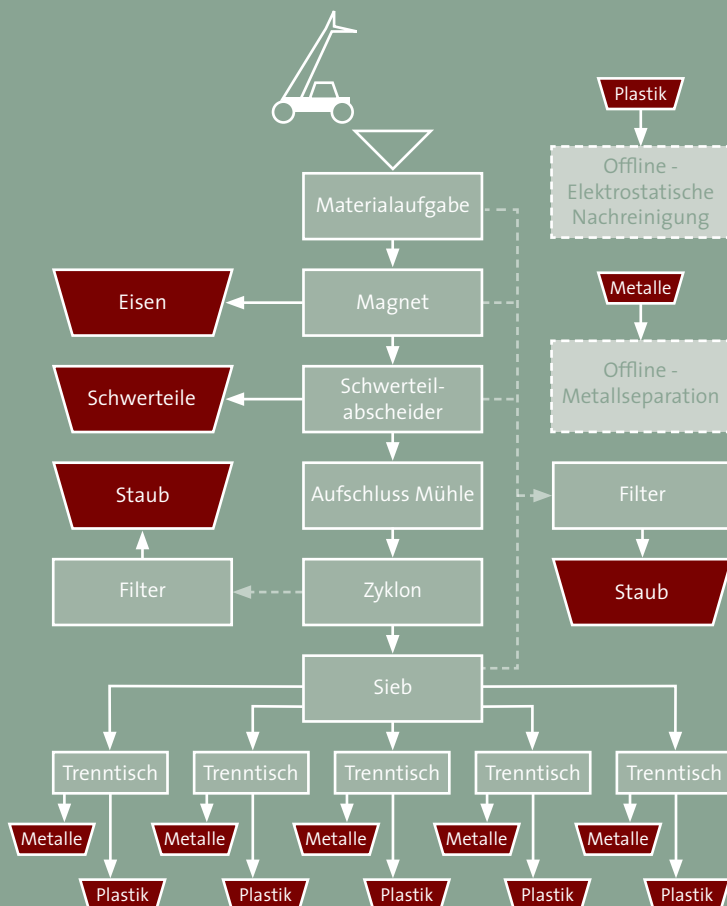 Plastik
Offline -
Elektrostatische
Nachreinigung
Materialaufgabe
Eisen
Magnet
Metalle
Schwerteile
Schwerteil-
abscheider
Offline -
Metallseparation
Staub
Aufschluss Mühle
Filter
Filter
Zyklon
Staub
Sieb
Trenntisch
Trenntisch
Trenntisch
Trenntisch
Trenntisch
Metalle
Metalle
Metalle
Metalle
Metalle
Plastik
Plastik
Plastik
Plastik
Plastik